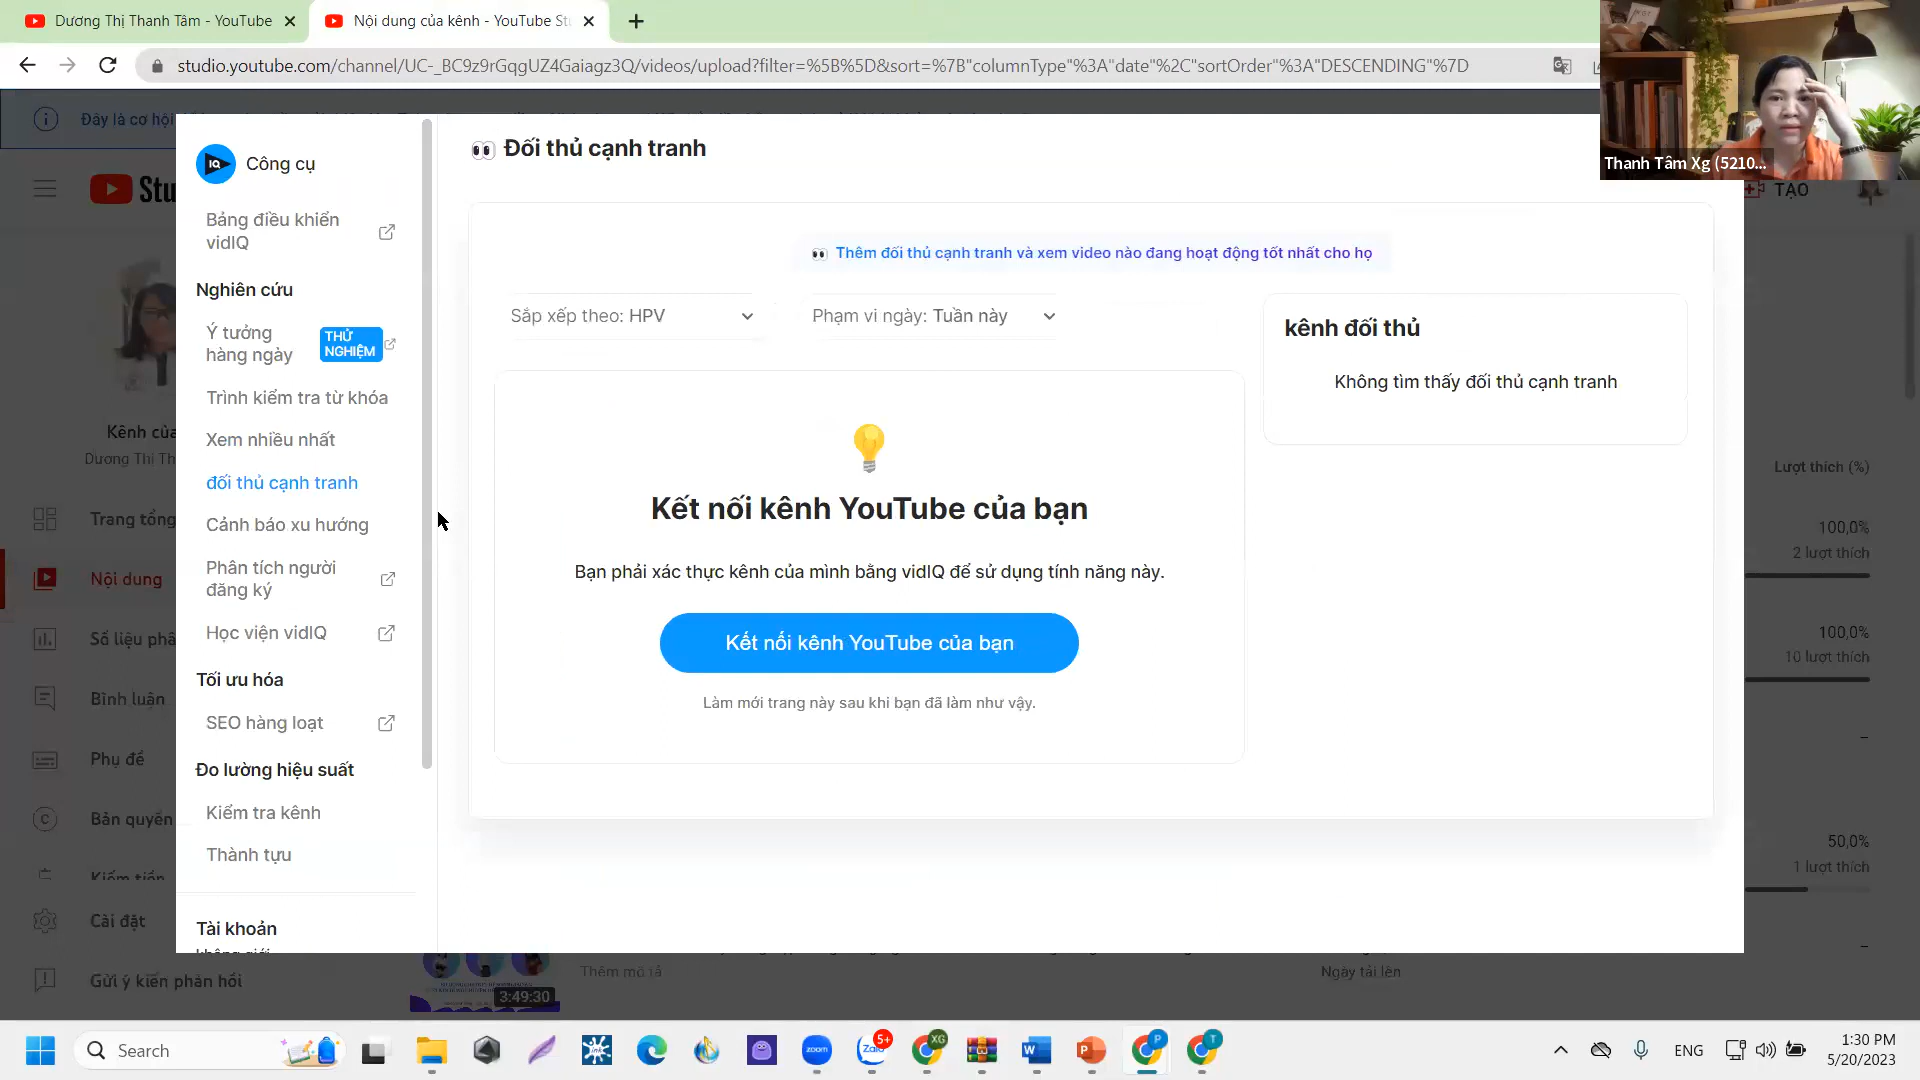 Dương Thị Thanh Tâm - YouTube
Nội dung của kênh - YouTube St
studio.youtube.com/channel/UC-_BC9z9rGqgUZ4Gaiagz3Q/videos/upload?filter=%5B%5D&sort=%7B"columnType"%3A"date"%2C"sortOrder"%3A"DESCENDING"%7D
Thanh Tâm Xg (5210...
Đây là cơ hội
Stu
TẠO
Kênh của
Dương Thị Th
Trang tổng
Nội dung
Số liệu phâ
Bình luận
Phụ đề
Bản quyền
Kiếm tiền
Cài đặt
Gửi ý kiến phản hồi
IQ
Công cụ
Bảng điều khiển
vidIQ
Nghiên cứu
Ý tưởng
hàng ngày
THỬ
NGHIỆM
Trình kiểm tra từ khóa
Xem nhiều nhất
đối thủ cạnh tranh
Cảnh báo xu hướng
Phân tích người
đăng ký
Học viện vidIQ
Tối ưu hóa
SEO hàng loạt
Đo lường hiệu suất
Kiểm tra kênh
Thành tựu
Tài khoản
Đối thủ cạnh tranh
Thêm đối thủ cạnh tranh và xem video nào đang hoạt động tốt nhất cho họ
Sắp xếp theo: HPV
Phạm vi ngày: Tuần này
kênh đối thủ
Không tìm thấy đối thủ cạnh tranh
Kết nối kênh YouTube của bạn
Bạn phải xác thực kênh của mình bằng vidIQ để sử dụng tính năng này.
Kết nối kênh YouTube của bạn
Làm mới trang này sau khi bạn đã làm như vậy.
Lượt thích (%)
100,0%
2 lượt thích
100,0%
10 lượt thích
–
50,0%
1 lượt thích
–
3:49:30
Thêm mô tả
Ngày tải lên
Search
zoom
Zalo
5+
XG
W
P
P
T
ENG
1:30 PM
5/20/2023